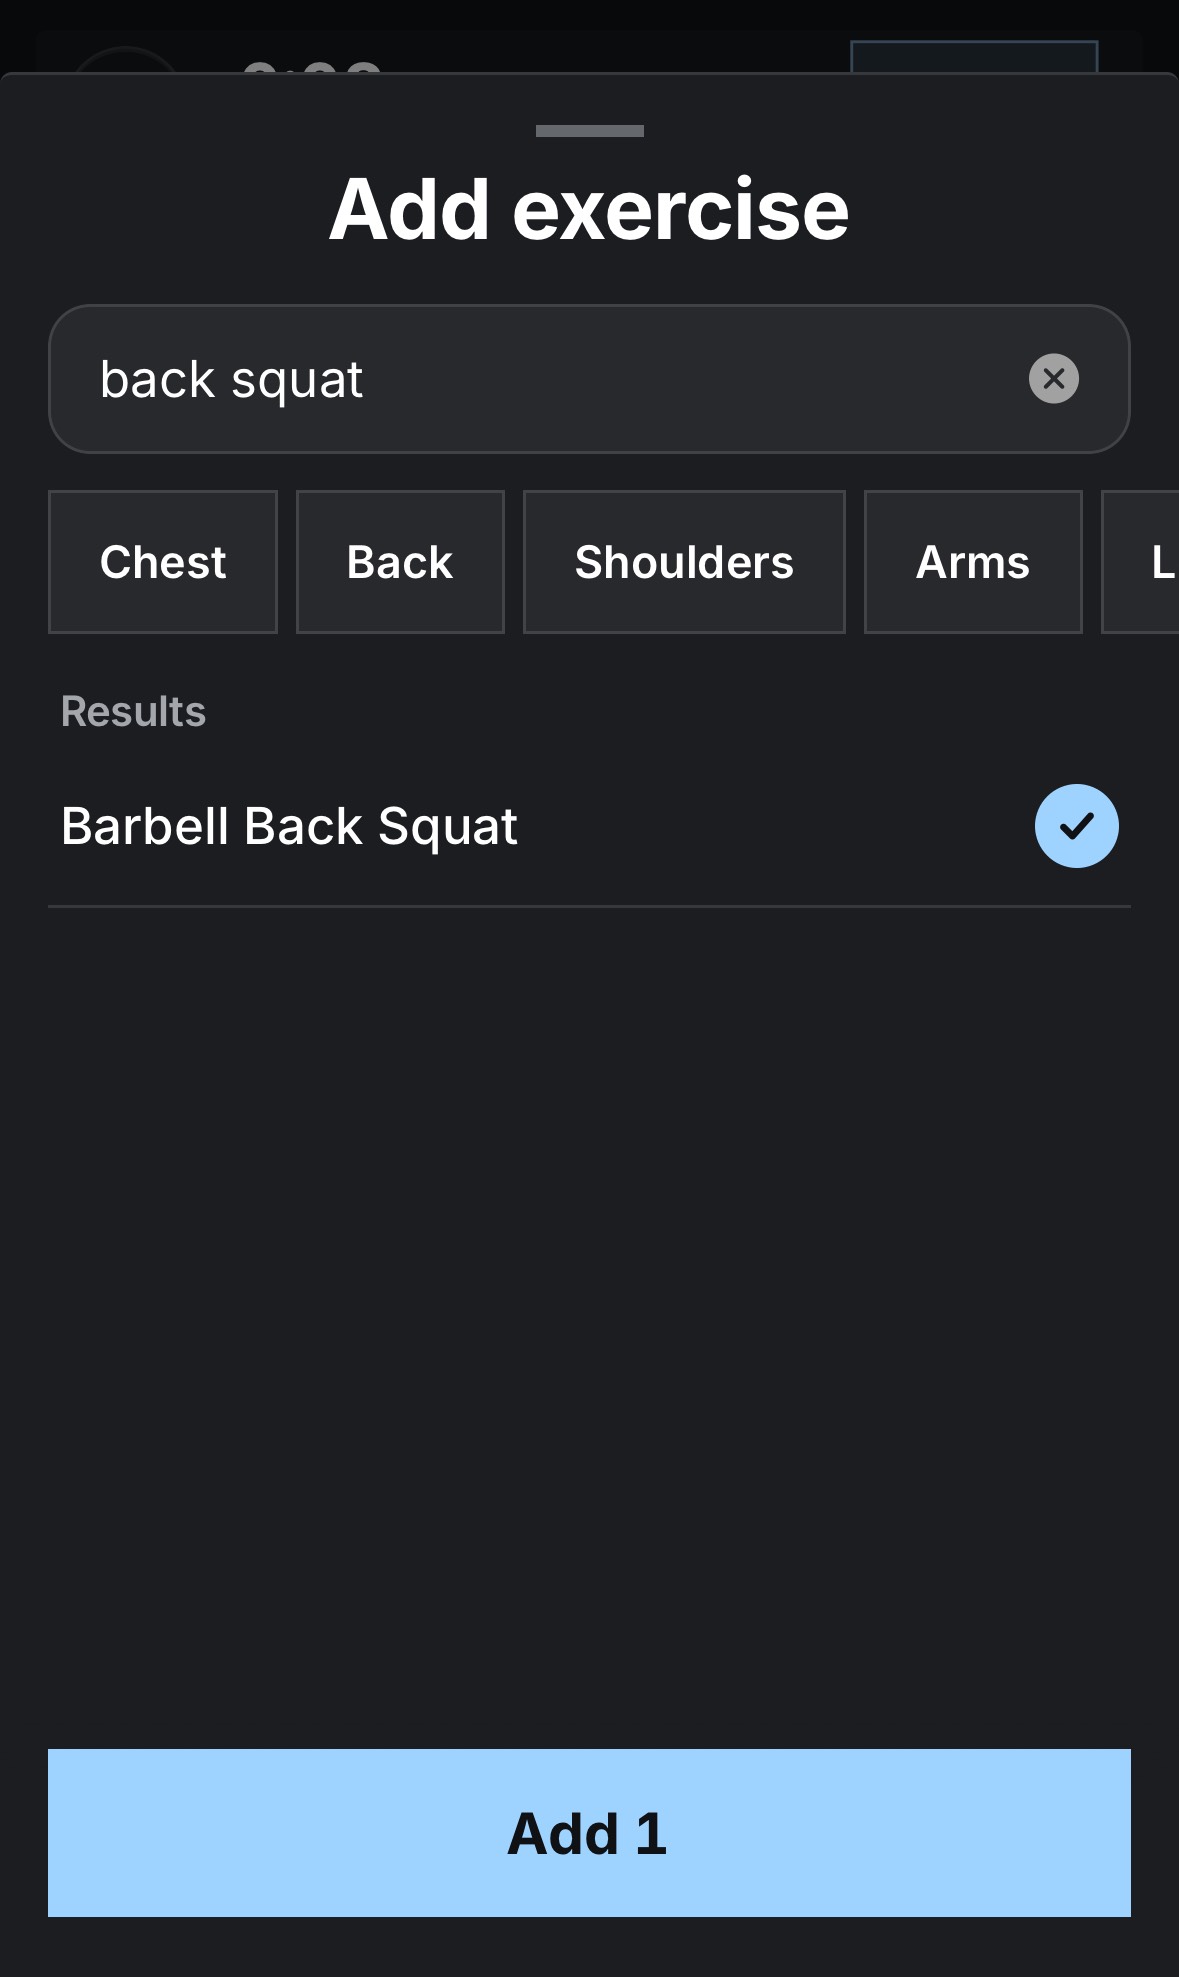 Add exercise
back squat
Chest Back Shoulders Arms L
Results
Barbell Back Squat
Add 1